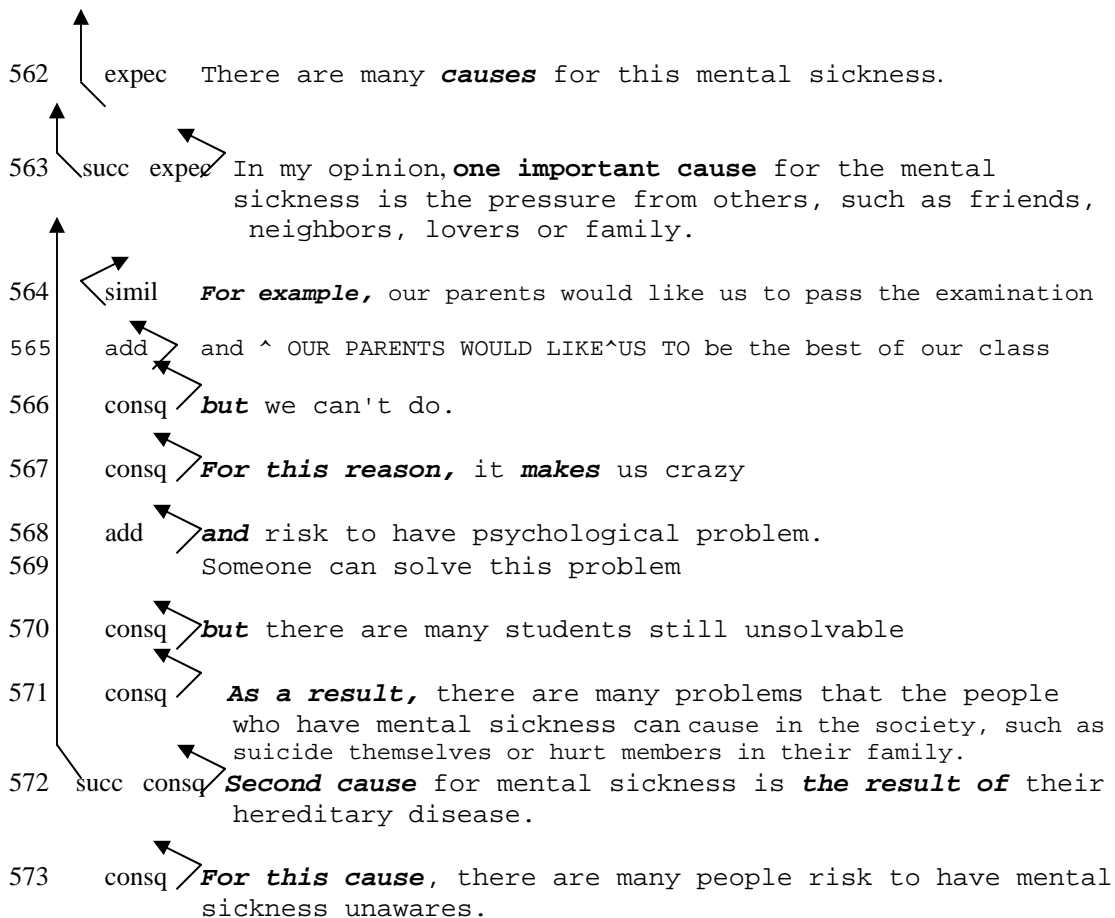 562 expec There are many causes for this mental sickness.
563 succ expec In my opinion, one important cause for the mental
sickness is the pressure from others, such as friends,
neighbors, lovers or family.
564 simil For example, our parents would like us to pass the examination
565 add and ^ OUR PARENTS WOULD LIKE^US TO be the best of our class
566 consq but we can't do.
567 consq For this reason, it makes us crazy
568 add and risk to have psychological problem.
569 Someone can solve this problem
570 consq but there are many students still unsolvable
571 consq As a result, there are many problems that the people
who have mental sickness can cause in the society, such as
suicide themselves or hurt members in their family.
572 succ consq Second cause for mental sickness is the result of their
hereditary disease.
573 consq For this cause, there are many people risk to have mental
sickness unawares.